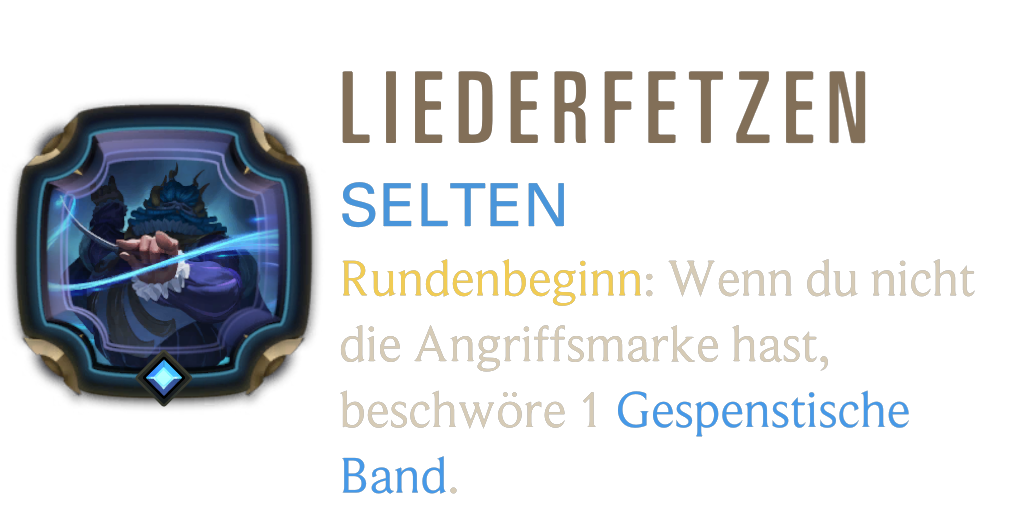 LIEDERFETZEN
SELTEN
Rundenbeginn: Wenn du nicht
die Angriffsmarke hast,
beschwöre 1 Gespenstische
Band.